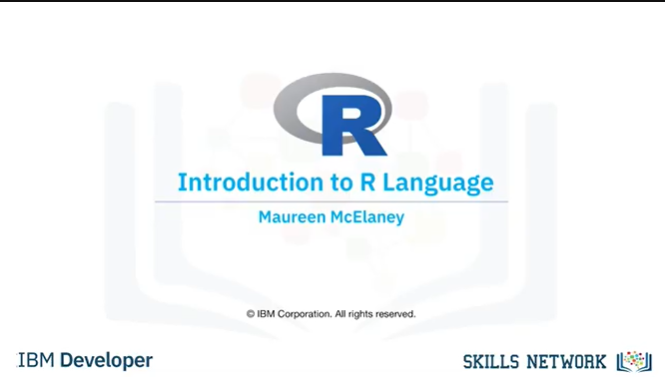 R
Introduction to R Language
Maureen McElaney
© IBM Corporation. All rights reserved.
IBM Developer
SKILLS NETWORK